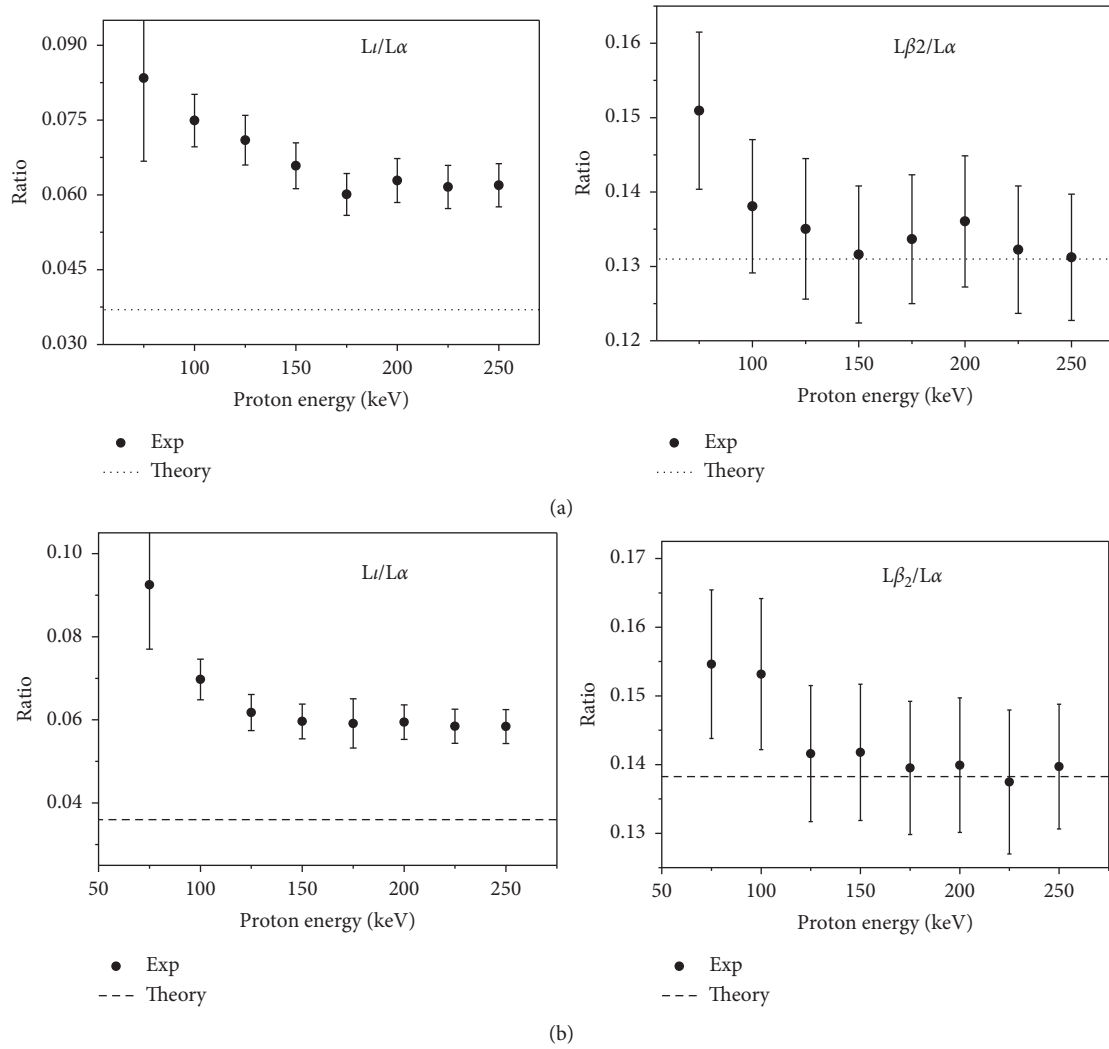 Lι/Lα
Ratio
0.090
0.075
0.060
0.045
0.030
100
150
200
250
Proton energy (keV)
Exp
Theory
Lβ2/Lα
Ratio
0.16
0.15
0.14
0.13
0.12
100
150
200
250
Proton energy (keV)
Exp
Theory
(a)
Lι/Lα
Ratio
0.10
0.08
0.06
0.04
50
100
150
200
250
Proton energy (keV)
Exp
Theory
Lβ₂/Lα
Ratio
0.17
0.16
0.15
0.14
0.13
50
100
150
200
250
Proton energy (keV)
Exp
Theory
(b)